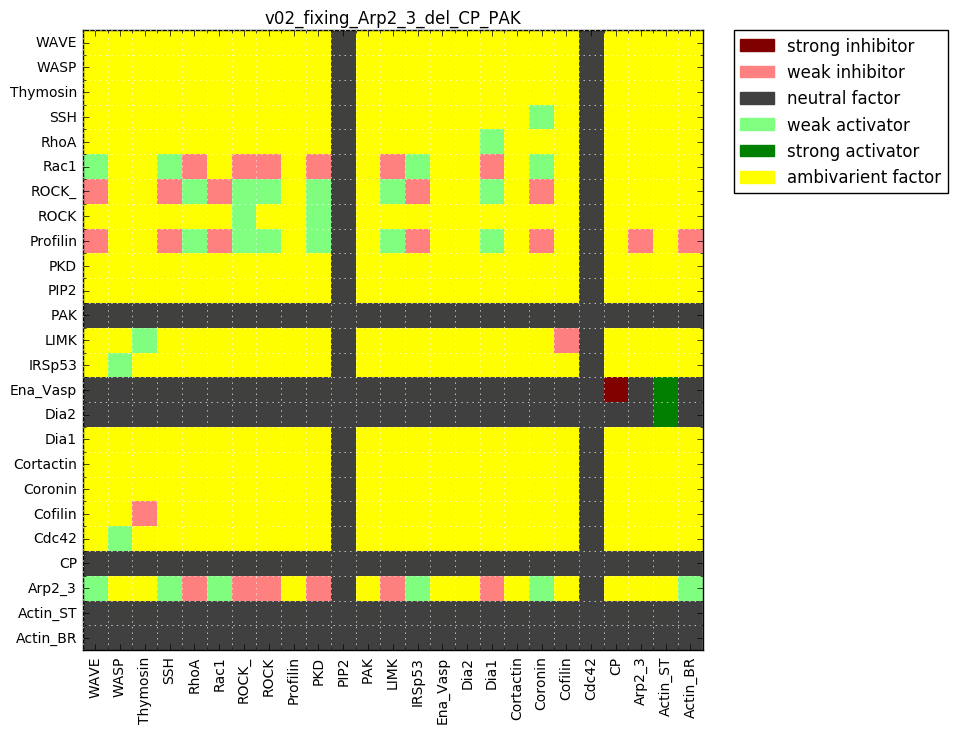 v02_fixing_Arp2_3_del_CP_PAK
WAVE
WASP
Thymosin
SSH
RhoA
Rac1
ROCK_
ROCK
Profilin
PKD
PIP2
PAK
LIMK
IRSp53
Ena_Vasp
Dia2
Dia1
Cortactin
Coronin
Cofilin
Cdc42
CP
Arp2_3
Actin_ST
Actin_BR
WAVE
WASP
Thymosin
SSH
RhoA
Rac1
ROCK_
ROCK
Profilin
PKD
PIP2
PAK
LIMK
IRSp53
Ena_Vasp
Dia2
Dia1
Cortactin
Coronin
Cofilin
Cdc42
CP
Arp2_3
Actin_ST
Actin_BR
strong inhibitor
weak inhibitor
neutral factor
weak activator
strong activator
ambivarient factor